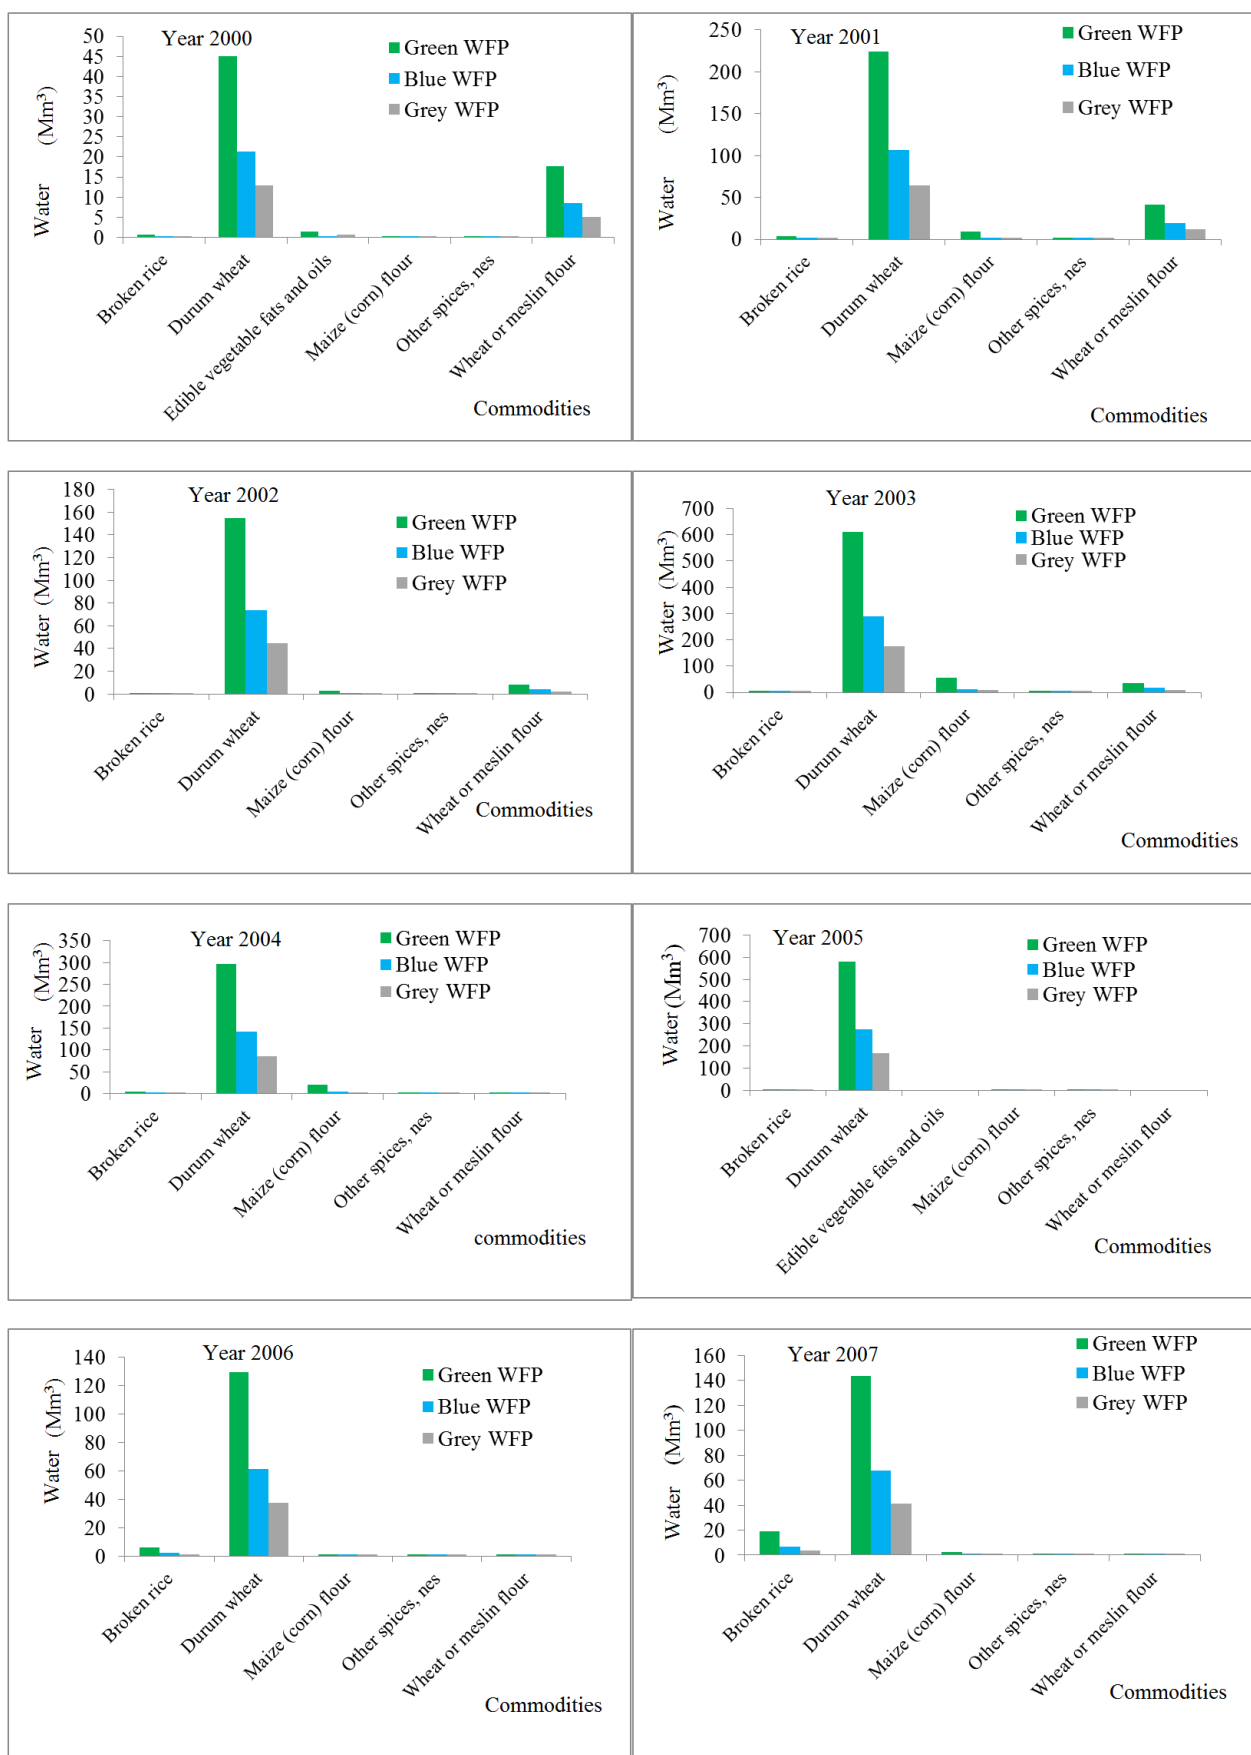 Year 2000
Green WFP
Blue WFP
Grey WFP
Water (Mm³)
50
45
40
35
30
25
20
15
10
5
0
Broken rice
Durum wheat
Edible vegetable fats and oils
Maize (corn) flour
Other spices, nes
Wheat or meslin flour
Commodities
Year 2001
Green WFP
Blue WFP
Grey WFP
Water (Mm³)
250
200
150
100
50
0
Broken rice
Durum wheat
Maize (corn) flour
Other spices, nes
Wheat or meslin flour
Commodities
Year 2002
Green WFP
Blue WFP
Grey WFP
Water (Mm³)
180
160
140
120
100
80
60
40
20
0
Broken rice
Durum wheat
Maize (corn) flour
Other spices, nes
Wheat or meslin flour
Commodities
Year 2003
Green WFP
Blue WFP
Grey WFP
Water (Mm³)
700
600
500
400
300
200
100
0
Broken rice
Durum wheat
Maize (corn) flour
Other spices, nes
Wheat or meslin flour
Commodities
Year 2004
Green WFP
Blue WFP
Grey WFP
Water (Mm³)
350
300
250
200
150
100
50
0
Broken rice
Durum wheat
Maize (corn) flour
Other spices, nes
Wheat or meslin flour
commodities
Year 2005
Green WFP
Blue WFP
Grey WFP
Water (Mm³)
700
600
500
400
300
200
100
0
Broken rice
Durum wheat
Edible vegetable fats and oils
Maize (corn) flour
Other spices, nes
Wheat or meslin flour
Commodities
Year 2006
Green WFP
Blue WFP
Grey WFP
Water (Mm³)
140
120
100
80
60
40
20
0
Broken rice
Durum wheat
Maize (corn) flour
Other spices, nes
Wheat or meslin flour
Commodities
Year 2007
Green WFP
Blue WFP
Grey WFP
Water (Mm³)
160
140
120
100
80
60
40
20
0
Broken rice
Durum wheat
Maize (corn) flour
Other spices, nes
Wheat or meslin flour
Commodities